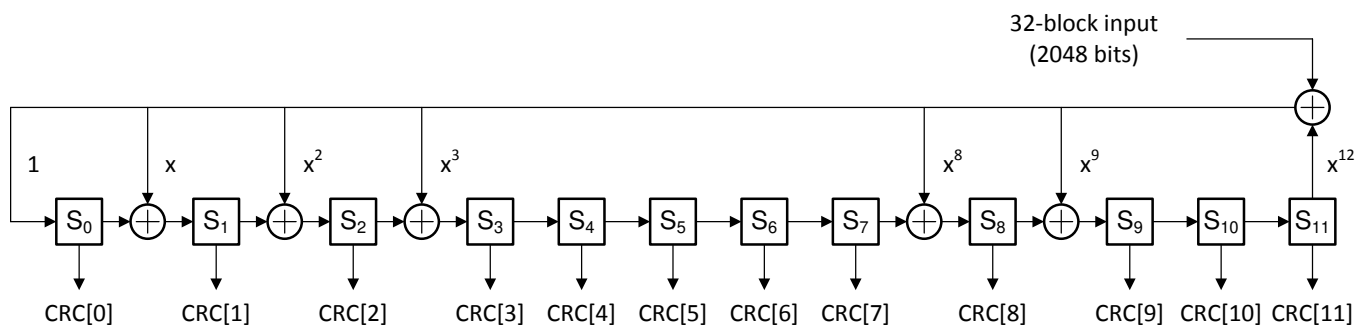 32-block input
(2048 bits)
1 x x² x³ x⁸ x⁹ x¹²
S₀ S₁ S₂ S₃ S₄ S₅ S₆ S₇ S₈ S₉ S₁₀ S₁₁
CRC[0] CRC[1] CRC[2] CRC[3] CRC[4] CRC[5] CRC[6] CRC[7] CRC[8] CRC[9] CRC[10] CRC[11]